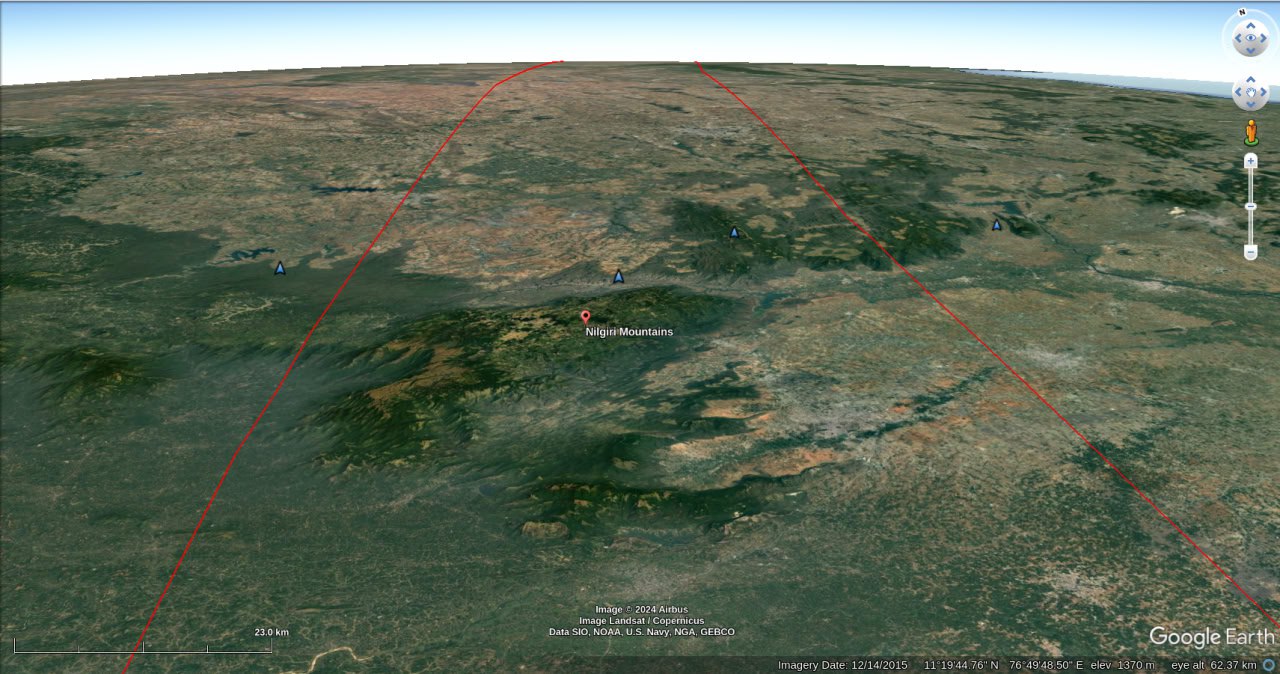 N
Nilgiri Mountains
Image © 2024 Airbus
Image Landsat / Copernicus
Data SIO, NOAA, U.S. Navy, NGA, GEBCO
23.0 km
Google Earth
Imagery Date: 12/14/2015 11°19'44.76" N 76°49'48.50" E elev 1370 m eye alt 62.37 km